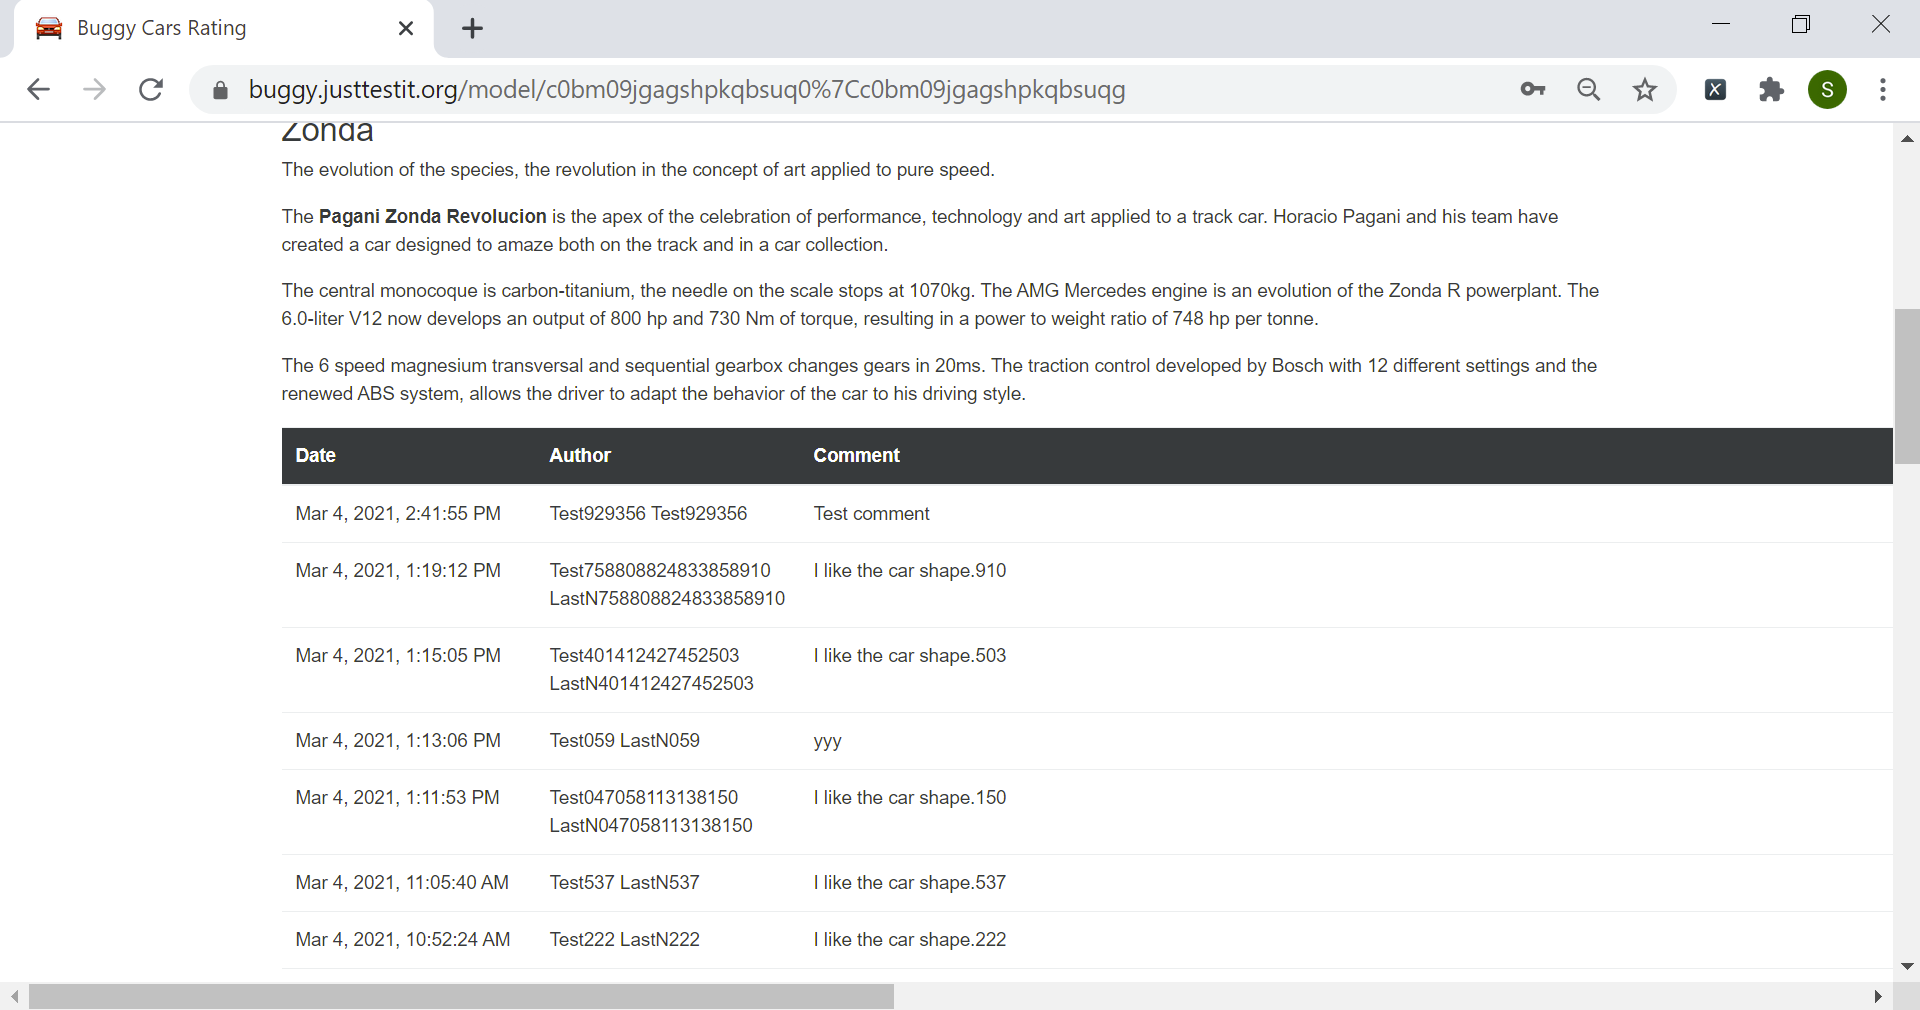 Buggy Cars Rating
buggy.justtestit.org/model/c0bm09jgagshpkqbsuq0%7Cc0bm09jgagshpkqbsuqg
S
Zonda
The evolution of the species, the revolution in the concept of art applied to pure speed.
The Pagani Zonda Revolucion is the apex of the celebration of performance, technology and art applied to a track car. Horacio Pagani and his team have
created a car designed to amaze both on the track and in a car collection.
The central monocoque is carbon-titanium, the needle on the scale stops at 1070kg. The AMG Mercedes engine is an evolution of the Zonda R powerplant. The
6.0-liter V12 now develops an output of 800 hp and 730 Nm of torque, resulting in a power to weight ratio of 748 hp per tonne.
The 6 speed magnesium transversal and sequential gearbox changes gears in 20ms. The traction control developed by Bosch with 12 different settings and the
renewed ABS system, allows the driver to adapt the behavior of the car to his driving style.
Date Author Comment
Mar 4, 2021, 2:41:55 PM Test929356 Test929356 Test comment
Mar 4, 2021, 1:19:12 PM Test758808824833858910 I like the car shape.910
LastN758808824833858910
Mar 4, 2021, 1:15:05 PM Test401412427452503 I like the car shape.503
LastN401412427452503
Mar 4, 2021, 1:13:06 PM Test059 LastN059 yyy
Mar 4, 2021, 1:11:53 PM Test047058113138150 I like the car shape.150
LastN047058113138150
Mar 4, 2021, 11:05:40 AM Test537 LastN537 I like the car shape.537
Mar 4, 2021, 10:52:24 AM Test222 LastN222 I like the car shape.222